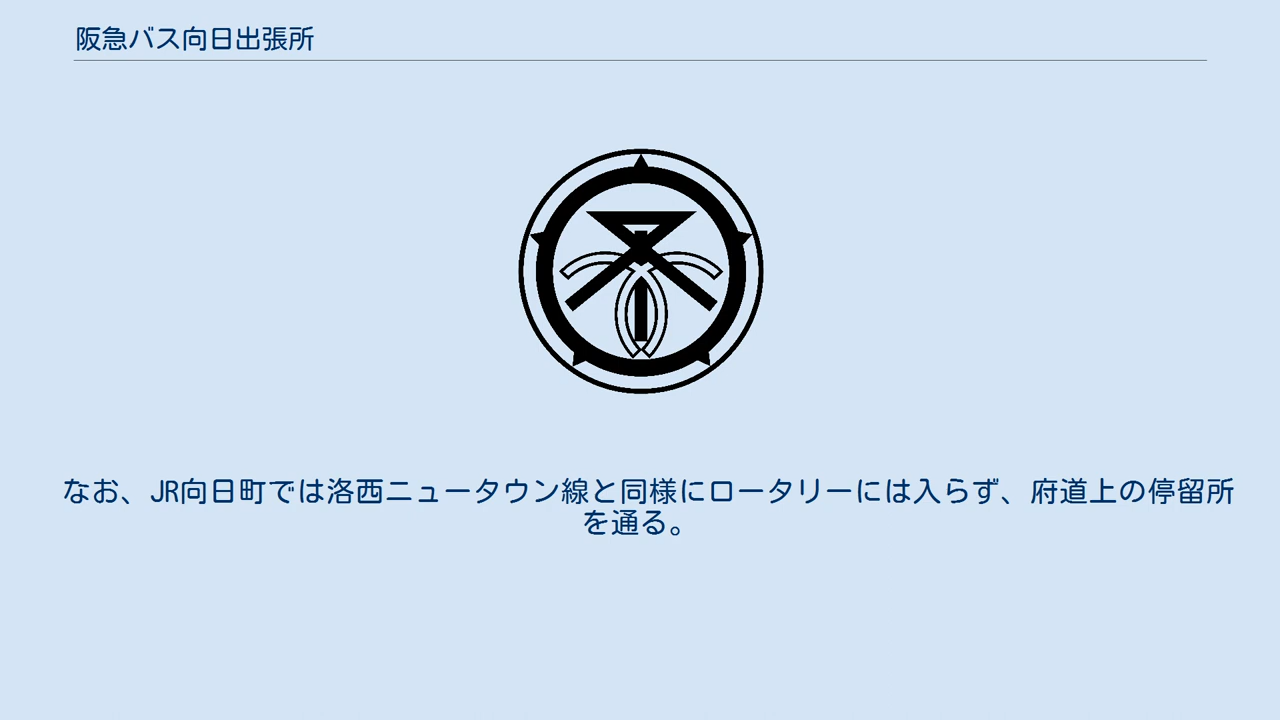 阪急バス向日出張所
なお、JR向日町では洛西ニュータウン線と同様にロータリーには入らず、府道上の停留所
を通る。